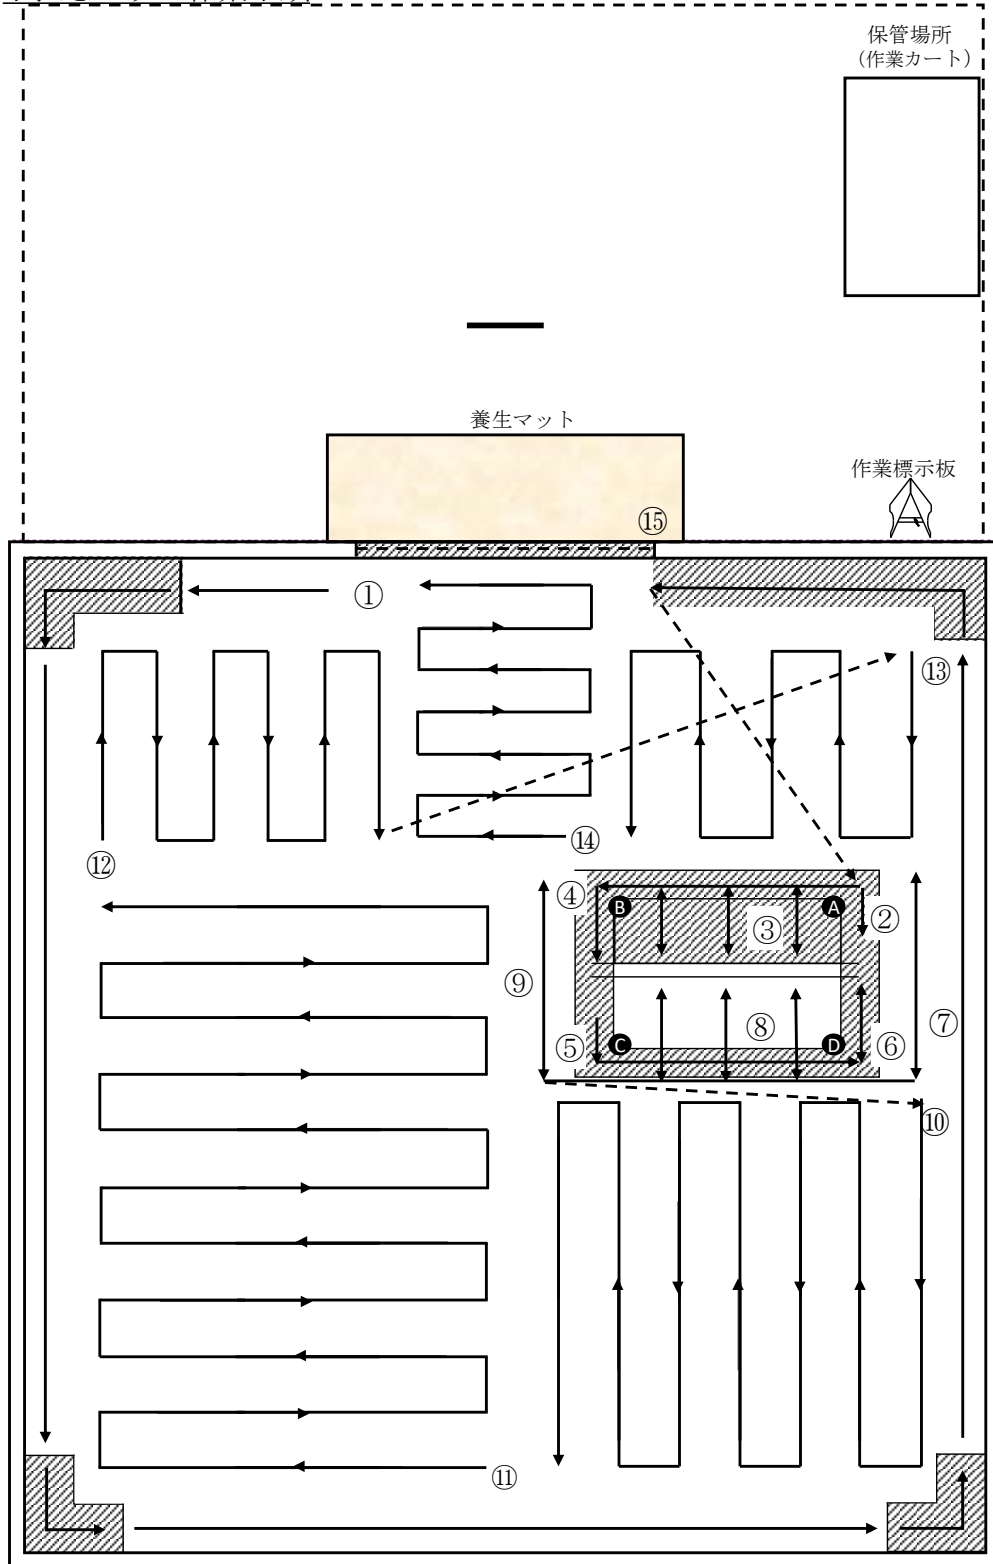 保管場所
（作業カート）
養生マット
作業標示板
⑮
①
⑬
⑭
⑫
④
B
A
②
③
⑨
⑧
⑦
⑤
C
D
⑥
⑩
⑪